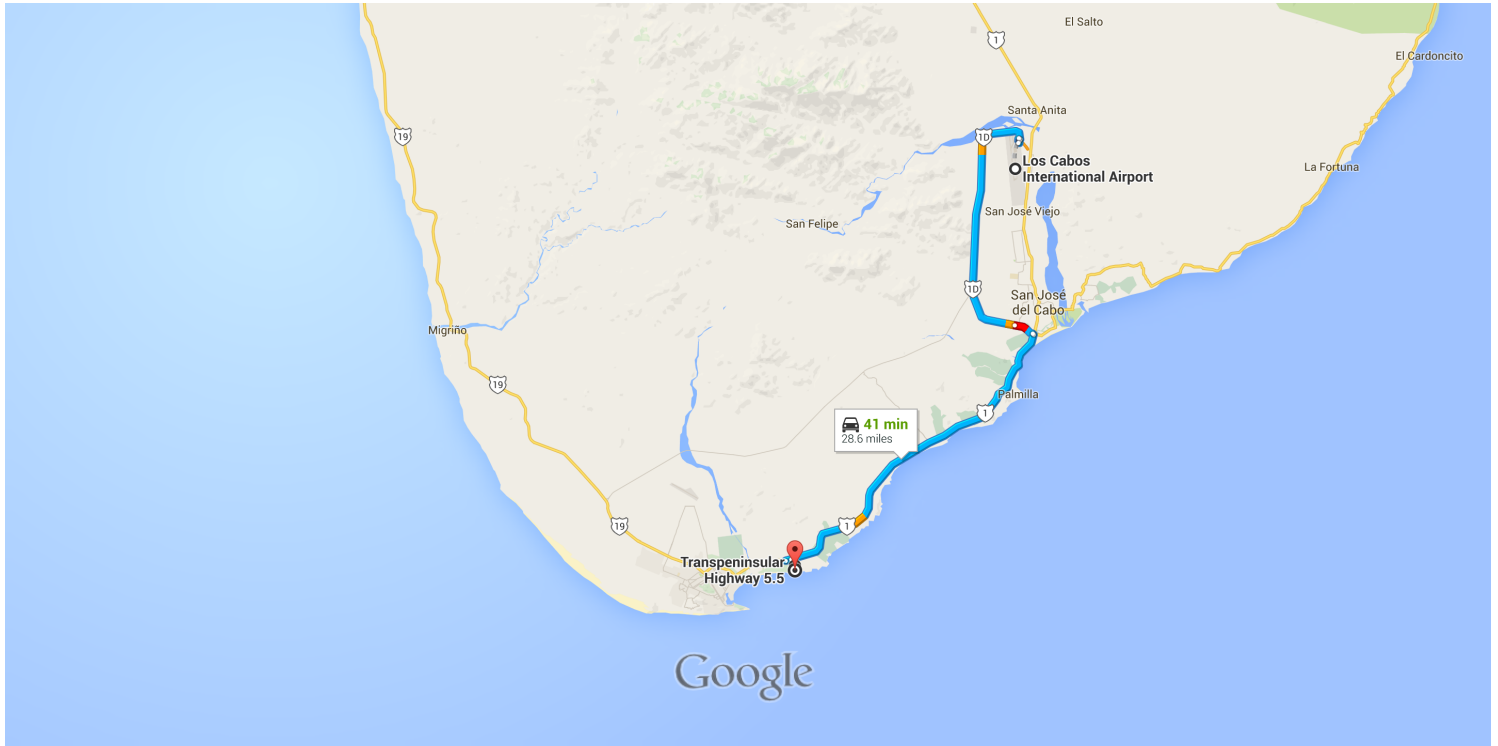 El Salto
1
El Cardoncito
Santa Anita
19
1D
Los Cabos
International Airport
La Fortuna
San José Viejo
San Felipe
1D
San José
del Cabo
Migriño
19
Palmilla
1
41 min
28.6 miles
19
1
Transpeninsular
Highway 5.5
Google